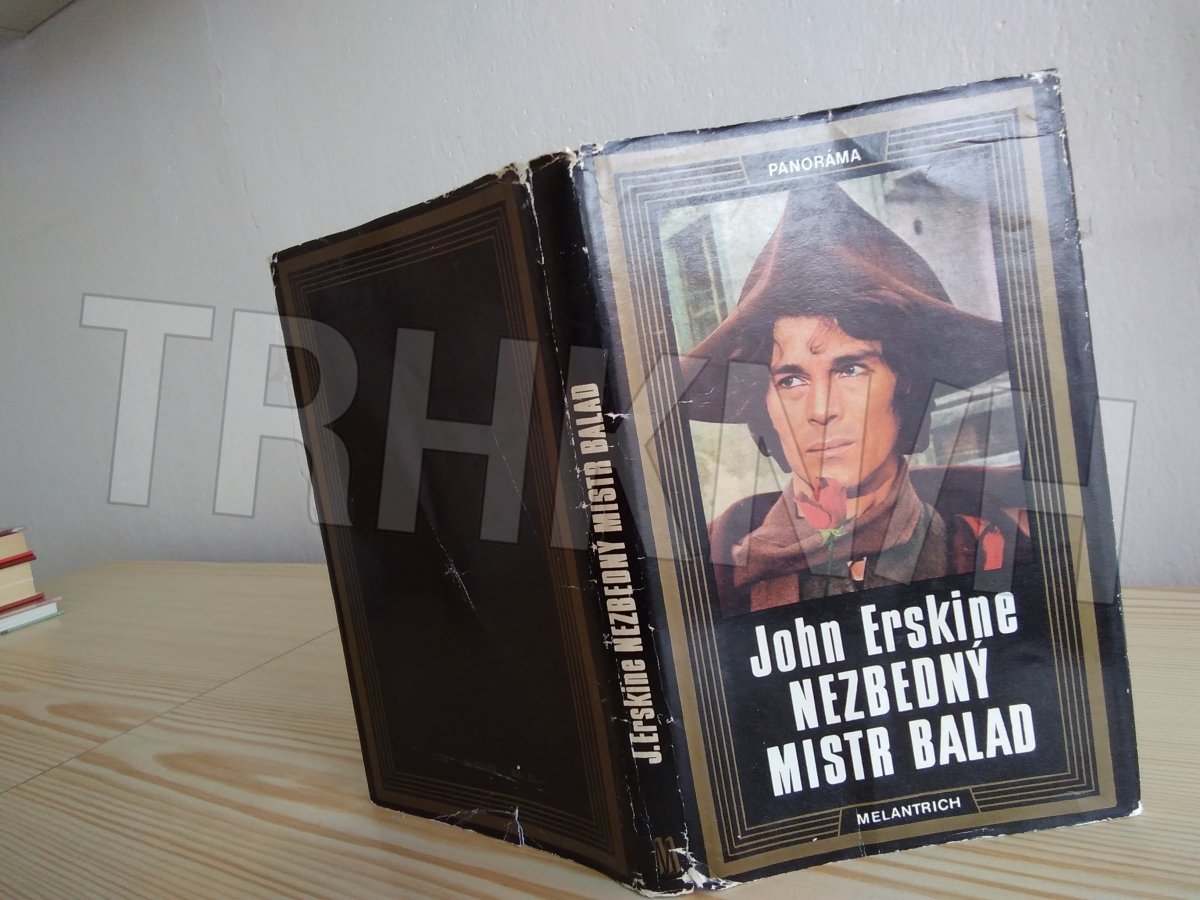 PANORÁMA
John Erskine
NEZBEDNÝ
MISTR BALAD
MELANTRICH
J. Erskine NEZBEDNÝ MISTR BALAD
M
TRHKNIH